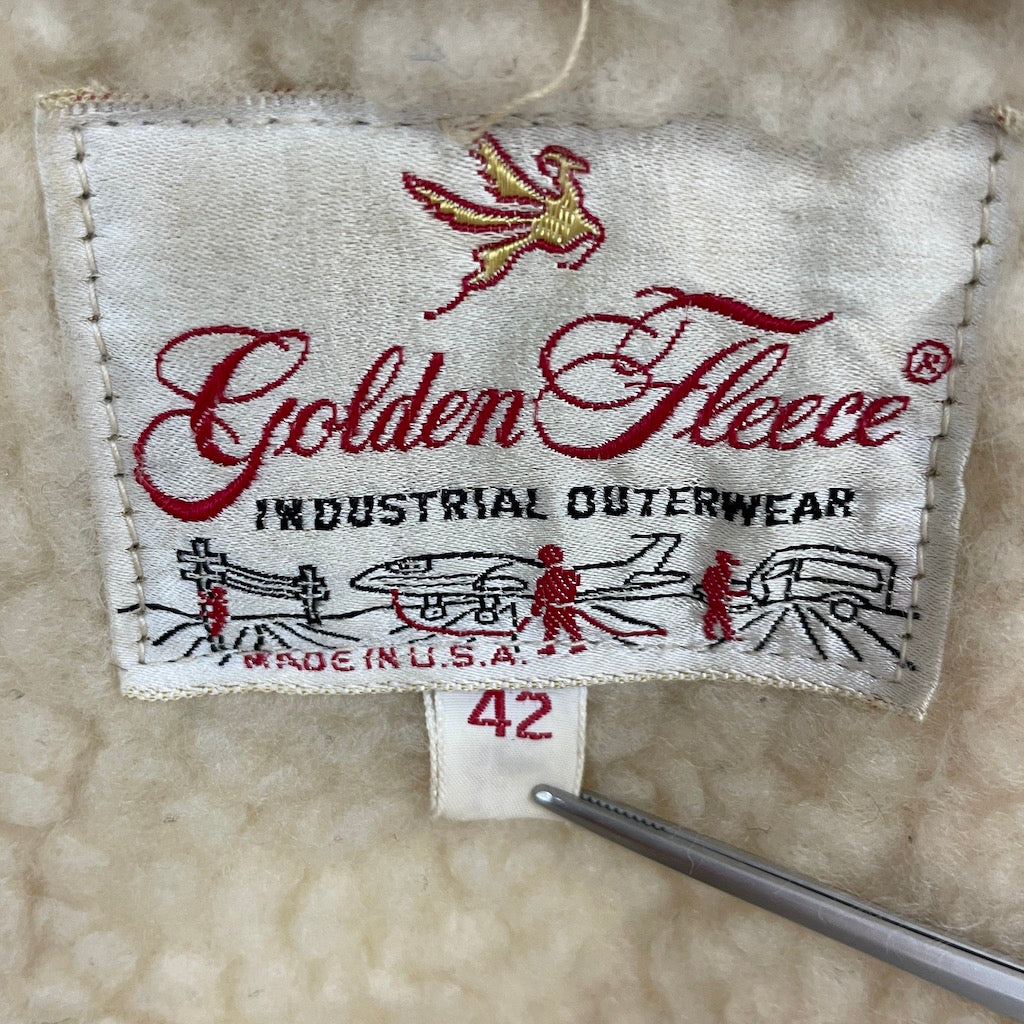 Golden Fleece®
INDUSTRIAL OUTERWEAR
MADE IN U.S.A.
42